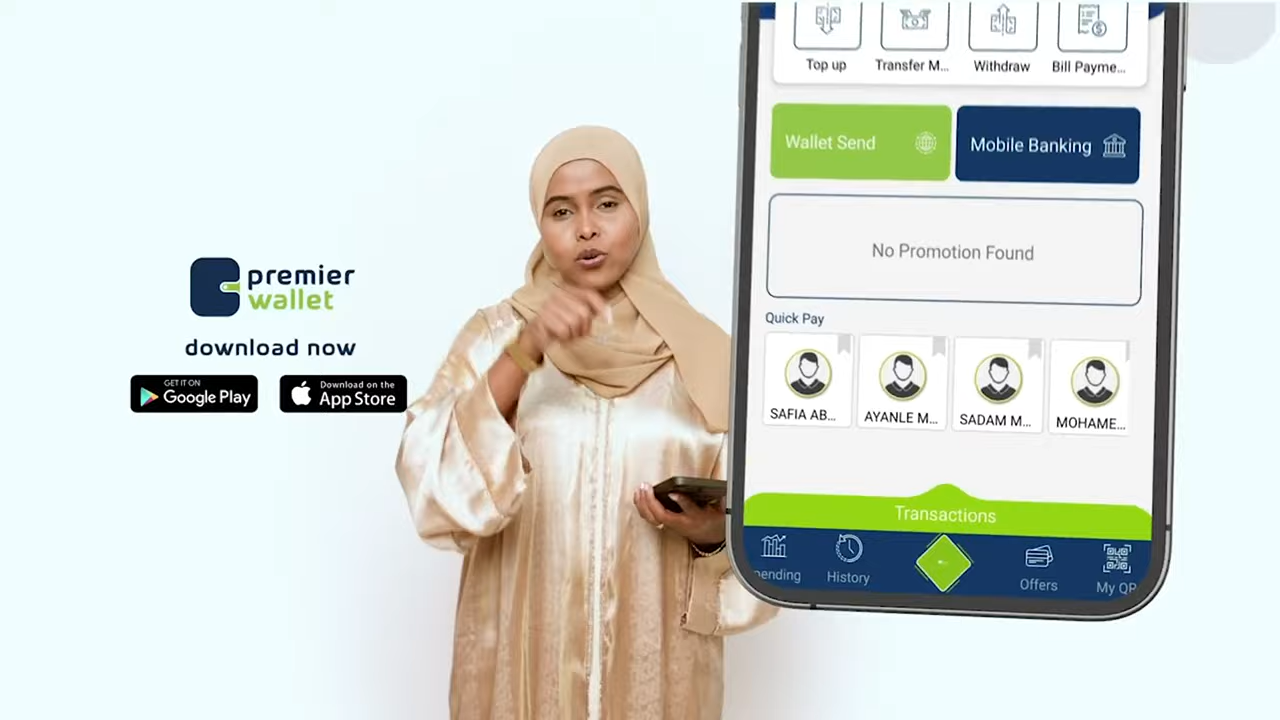 premier
wallet
download now
GET IT ON
Google Play
Download on the
App Store
Top up
Transfer M...
Withdraw
Bill Payme...
Wallet Send
Mobile Banking
No Promotion Found
Quick Pay
SAFIA AB...
AYANLE M...
SADAM M...
MOHAME...
Transactions
pending
History
Offers
My QR